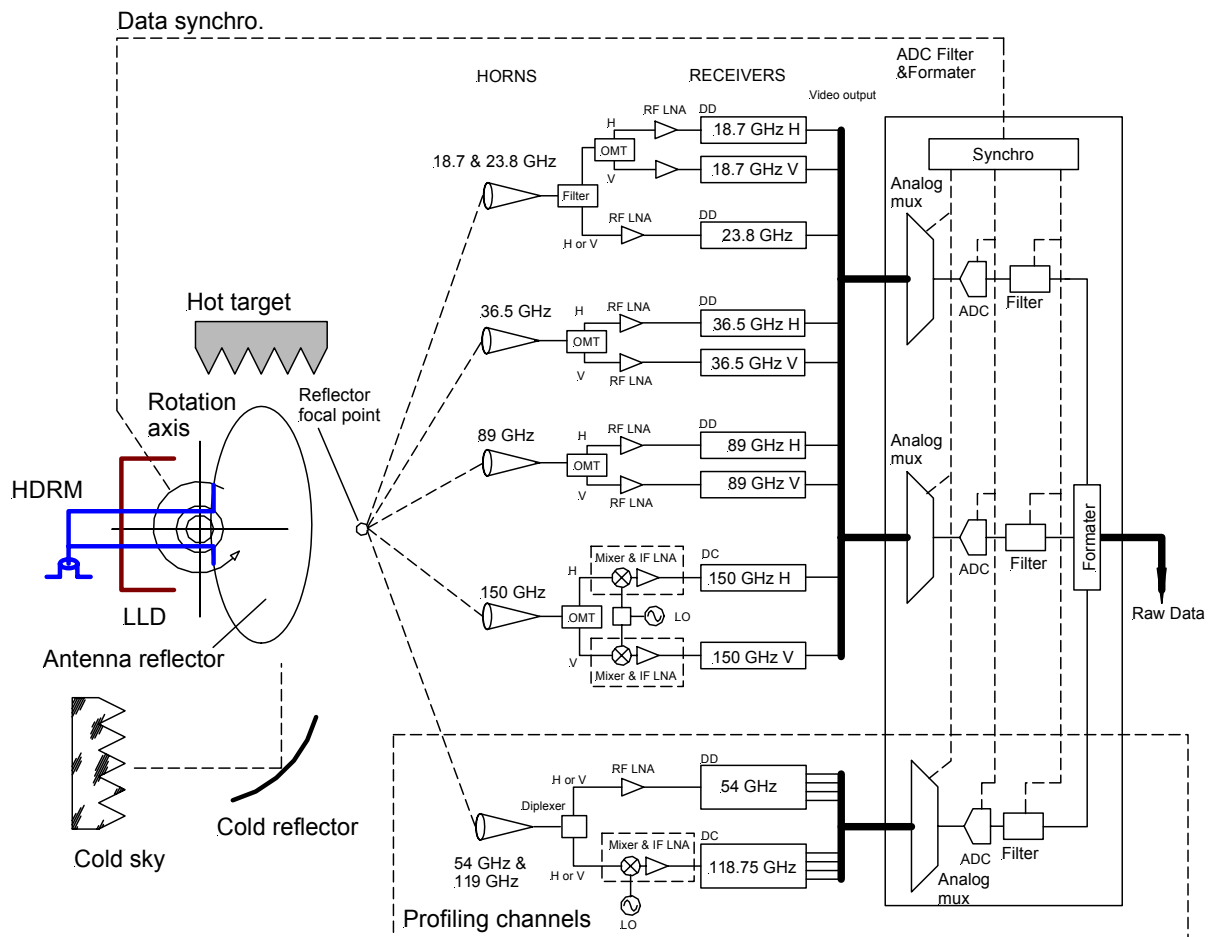 Data synchro.
ADC Filter
&Formater
HORNS
RECEIVERS
Video output
H
RF LNA
DD
18.7 GHz H
OMT
18.7 & 23.8 GHz
V
18.7 GHz V
Synchro
Filter
Analog
mux
RF LNA
DD
H or V
23.8 GHz
ADC
Filter
Hot target
36.5 GHz
H
RF LNA
DD
36.5 GHz H
OMT
V
RF LNA
36.5 GHz V
Rotation
axis
Reflector
focal point
89 GHz
H
RF LNA
DD
89 GHz H
OMT
V
RF LNA
89 GHz V
Analog
mux
HDRM
LLD
Antenna reflector
Mixer & IF LNA
DC
150 GHz
H
150 GHz H
OMT
LO
V
150 GHz V
Mixer & IF LNA
ADC
Filter
Formater
Raw Data
Cold reflector
Cold sky
H or V
RF LNA
DD
54 GHz
Diplexer
Mixer & IF LNA
DC
54 GHz &
119 GHz
H or V
118.75 GHz
LO
ADC
Filter
Analog
mux
Profiling channels